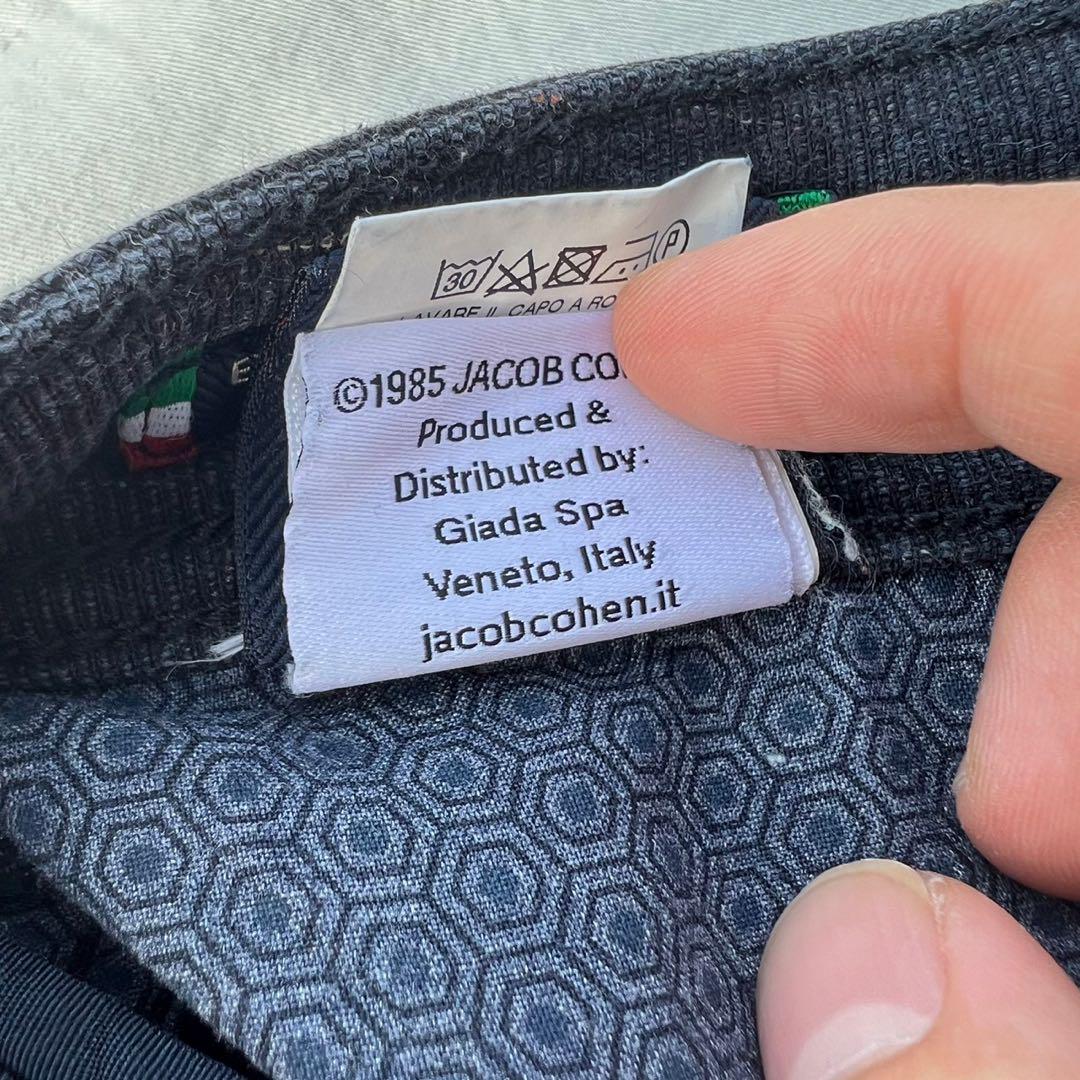 30 P
LAVARE IL CAPO A RO
©1985 JACOB CO
Produced &
Distributed by:
Giada Spa
Veneto, Italy
jacobcohen.it
E